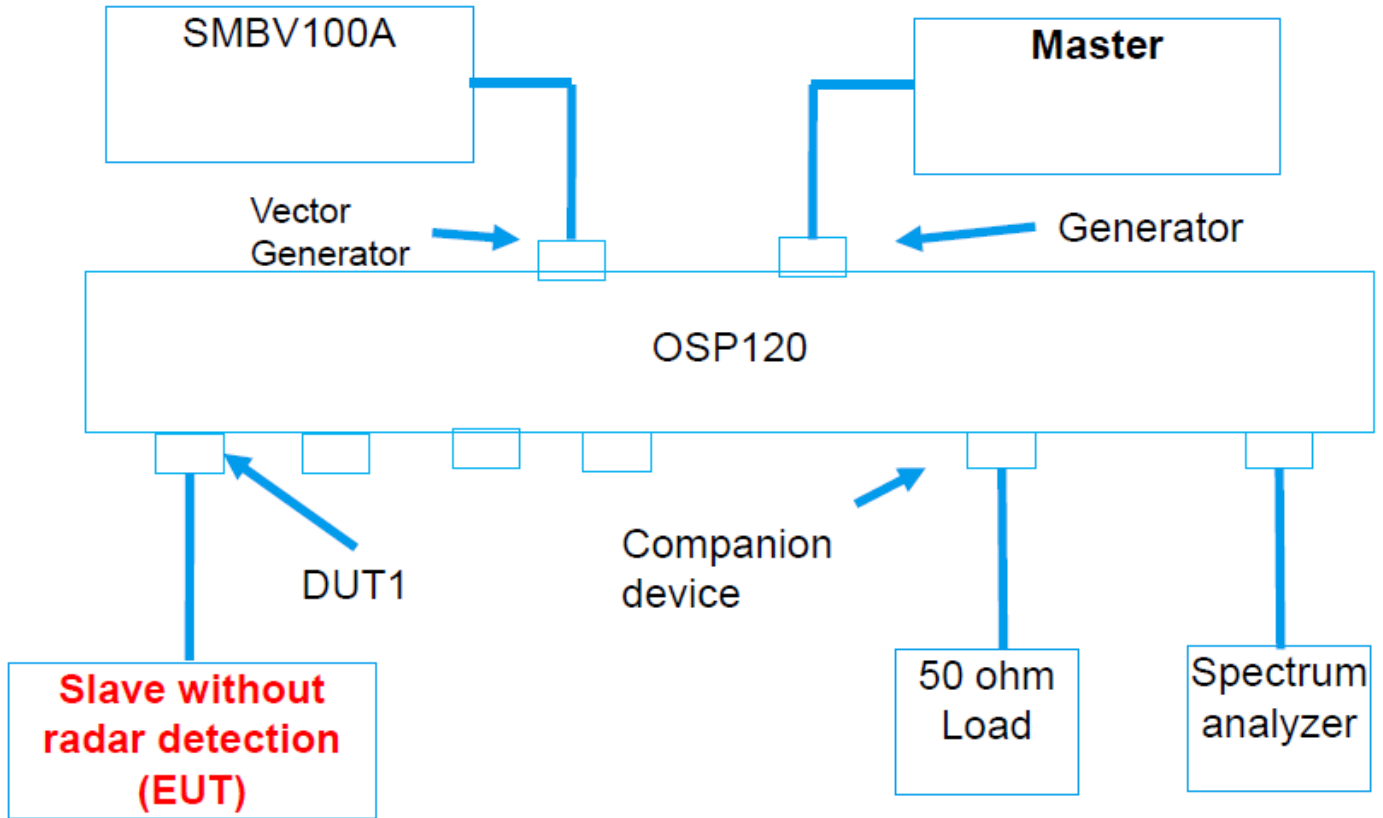 SMBV100A
Master
Vector
Generator
Generator
OSP120
DUT1
Companion
device
Slave without
radar detection
(EUT)
50 ohm
Load
Spectrum
analyzer